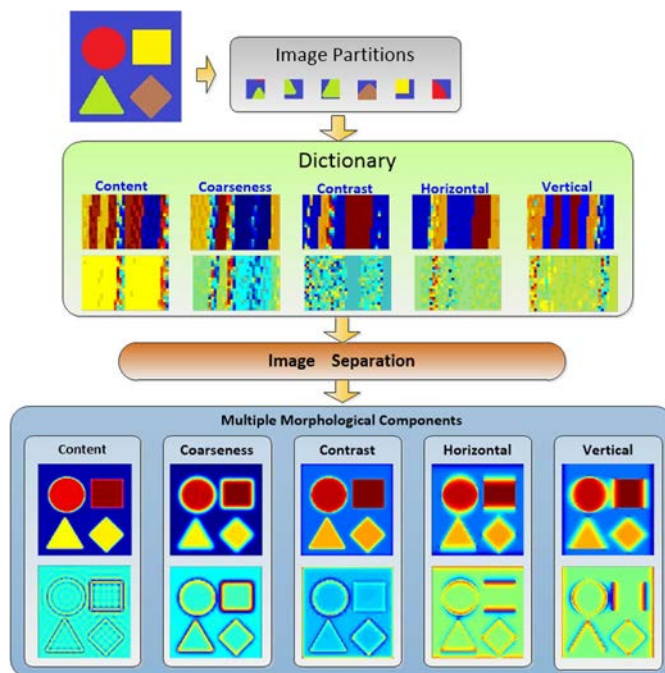 Image Partitions
Dictionary
Content Coarseness Contrast Horizontal Vertical
Image Separation
Multiple Morphological Components
Content Coarseness Contrast Horizontal Vertical